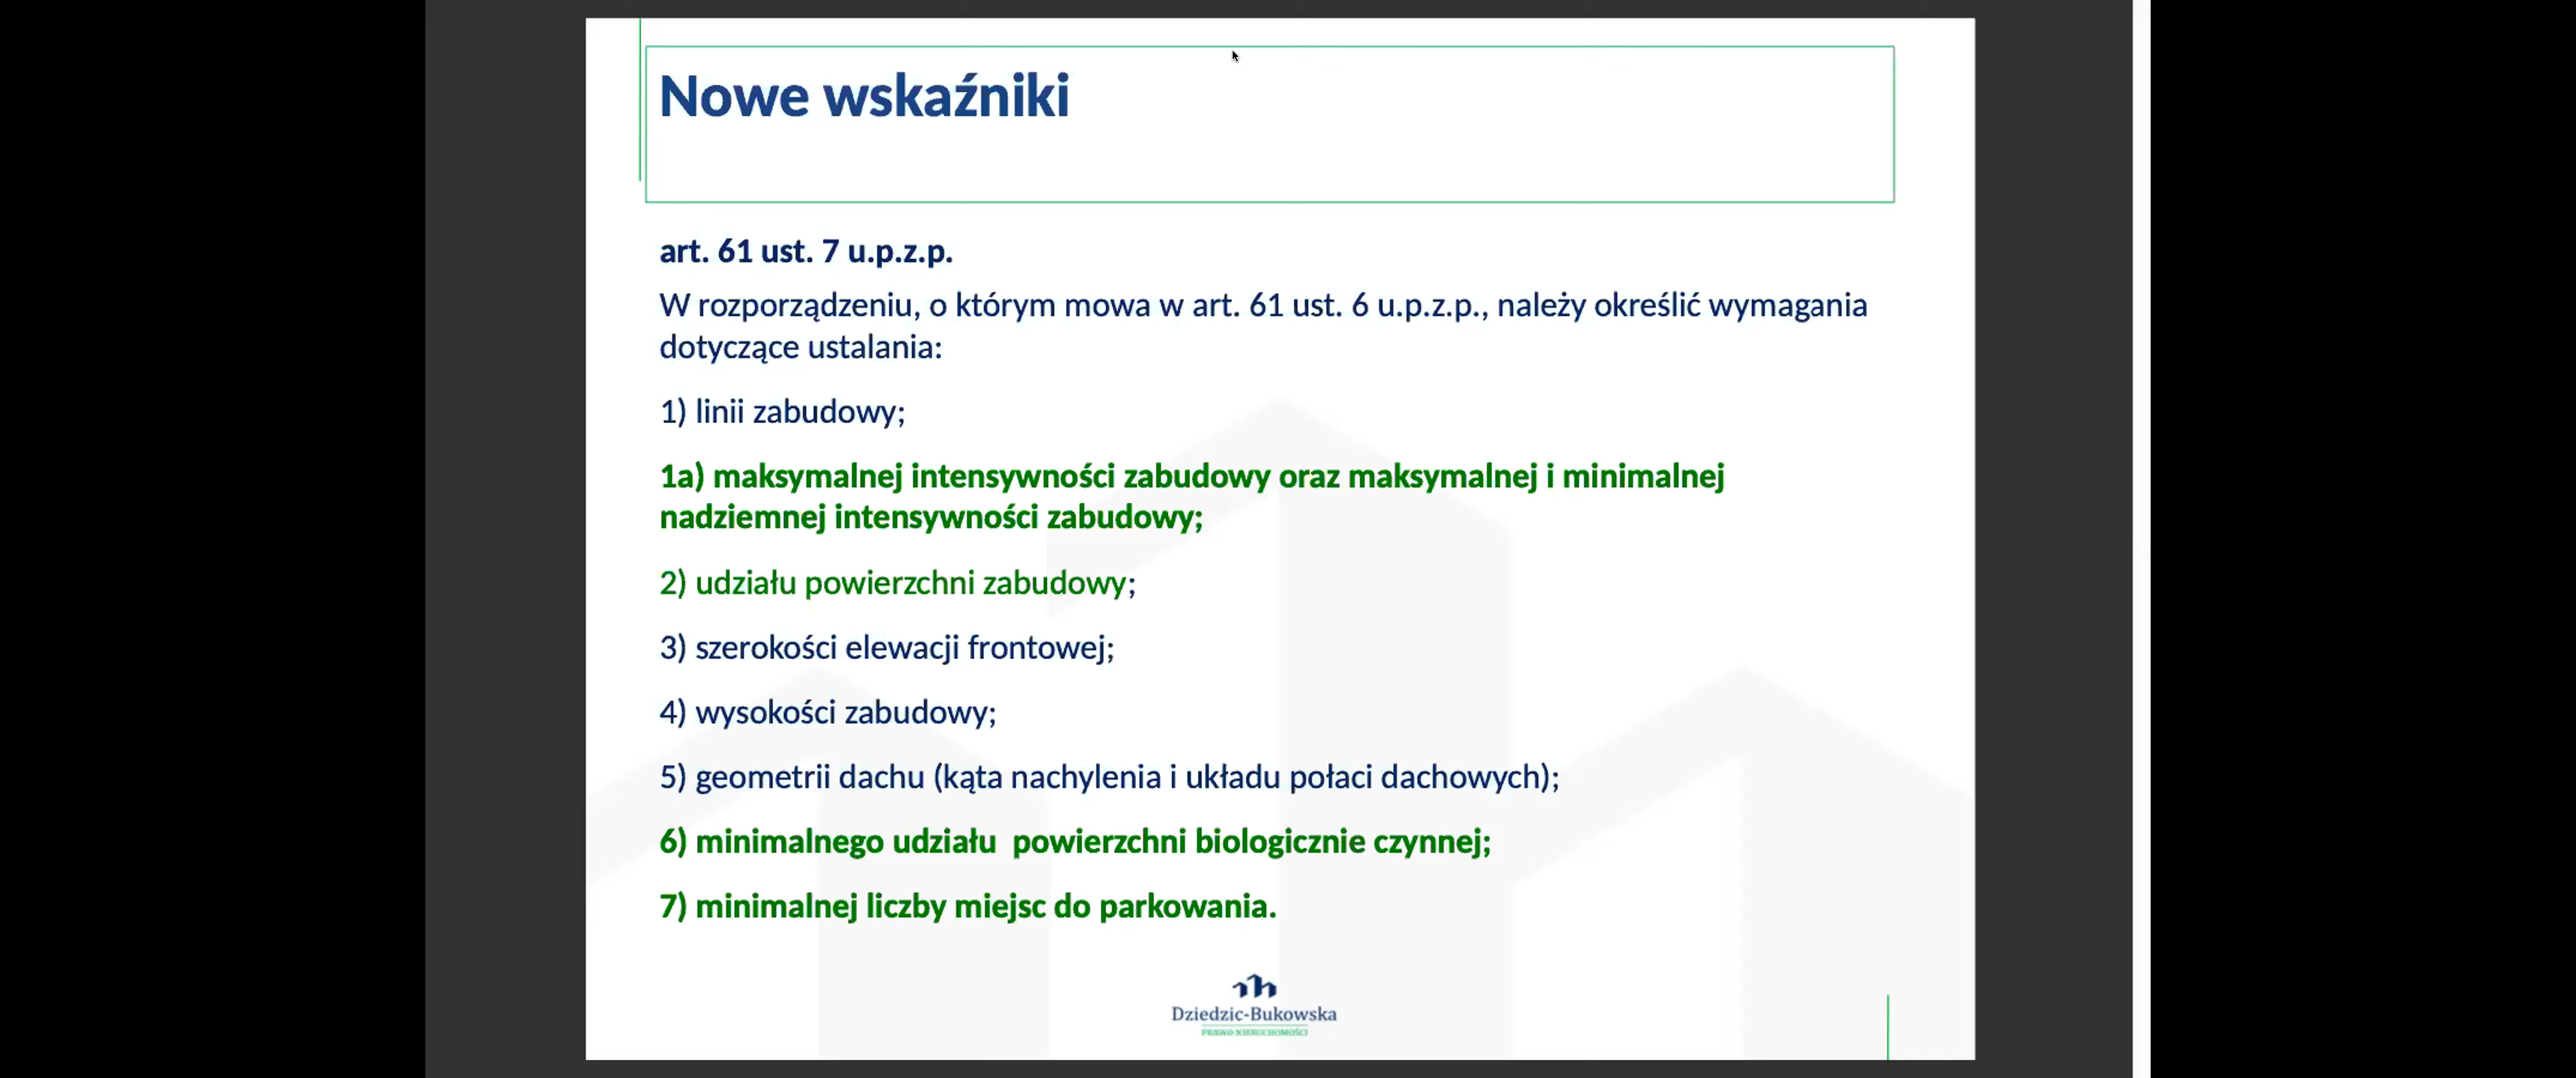 Nowe wskaźniki
art. 61 ust. 7 u.p.z.p.
W rozporządzeniu, o którym mowa w art. 61 ust. 6 u.p.z.p., należy określić wymagania
dotyczące ustalania:
1) linii zabudowy;
1a) maksymalnej intensywności zabudowy oraz maksymalnej i minimalnej
nadziemnej intensywności zabudowy;
2) udziału powierzchni zabudowy;
3) szerokości elewacji frontowej;
4) wysokości zabudowy;
5) geometrii dachu (kąta nachylenia i układu połaci dachowych);
6) minimalnego udziału  powierzchni biologicznie czynnej;
7) minimalnej liczby miejsc do parkowania.
Dziedzic-Bukowska
PRAWO NIERUCHOMOŚCI